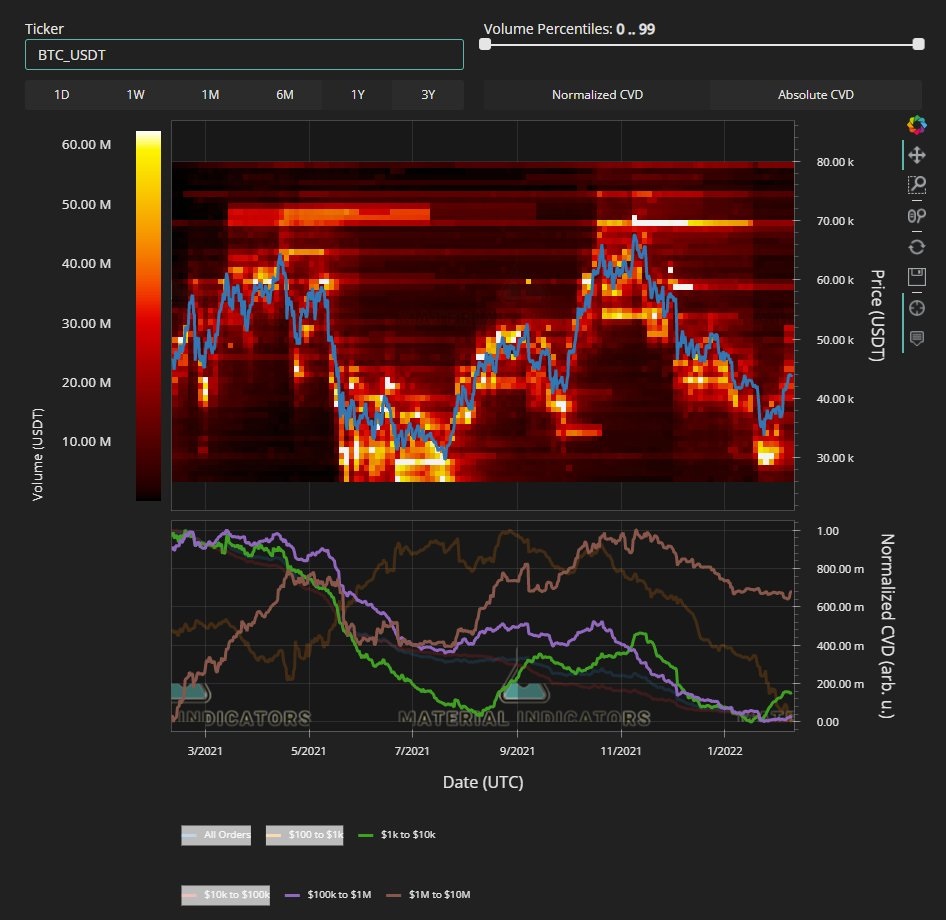 Ticker
Volume Percentiles: 0 .. 99
BTC_USDT
1D 1W 1M 6M 1Y 3Y Normalized CVD Absolute CVD
60.00 M
50.00 M
40.00 M
30.00 M
20.00 M
10.00 M
Volume (USDT)
80.00 k
70.00 k
60.00 k
50.00 k
40.00 k
30.00 k
Price (USDT)
1.00
800.00 m
600.00 m
400.00 m
200.00 m
0.00
Normalized CVD (arb. u.)
INDICATORS MATERIAL INDICATORS
3/2021 5/2021 7/2021 9/2021 11/2021 1/2022
Date (UTC)
All Orders $100 to $1k $1k to $10k
$10k to $100k $100k to $1M $1M to $10M